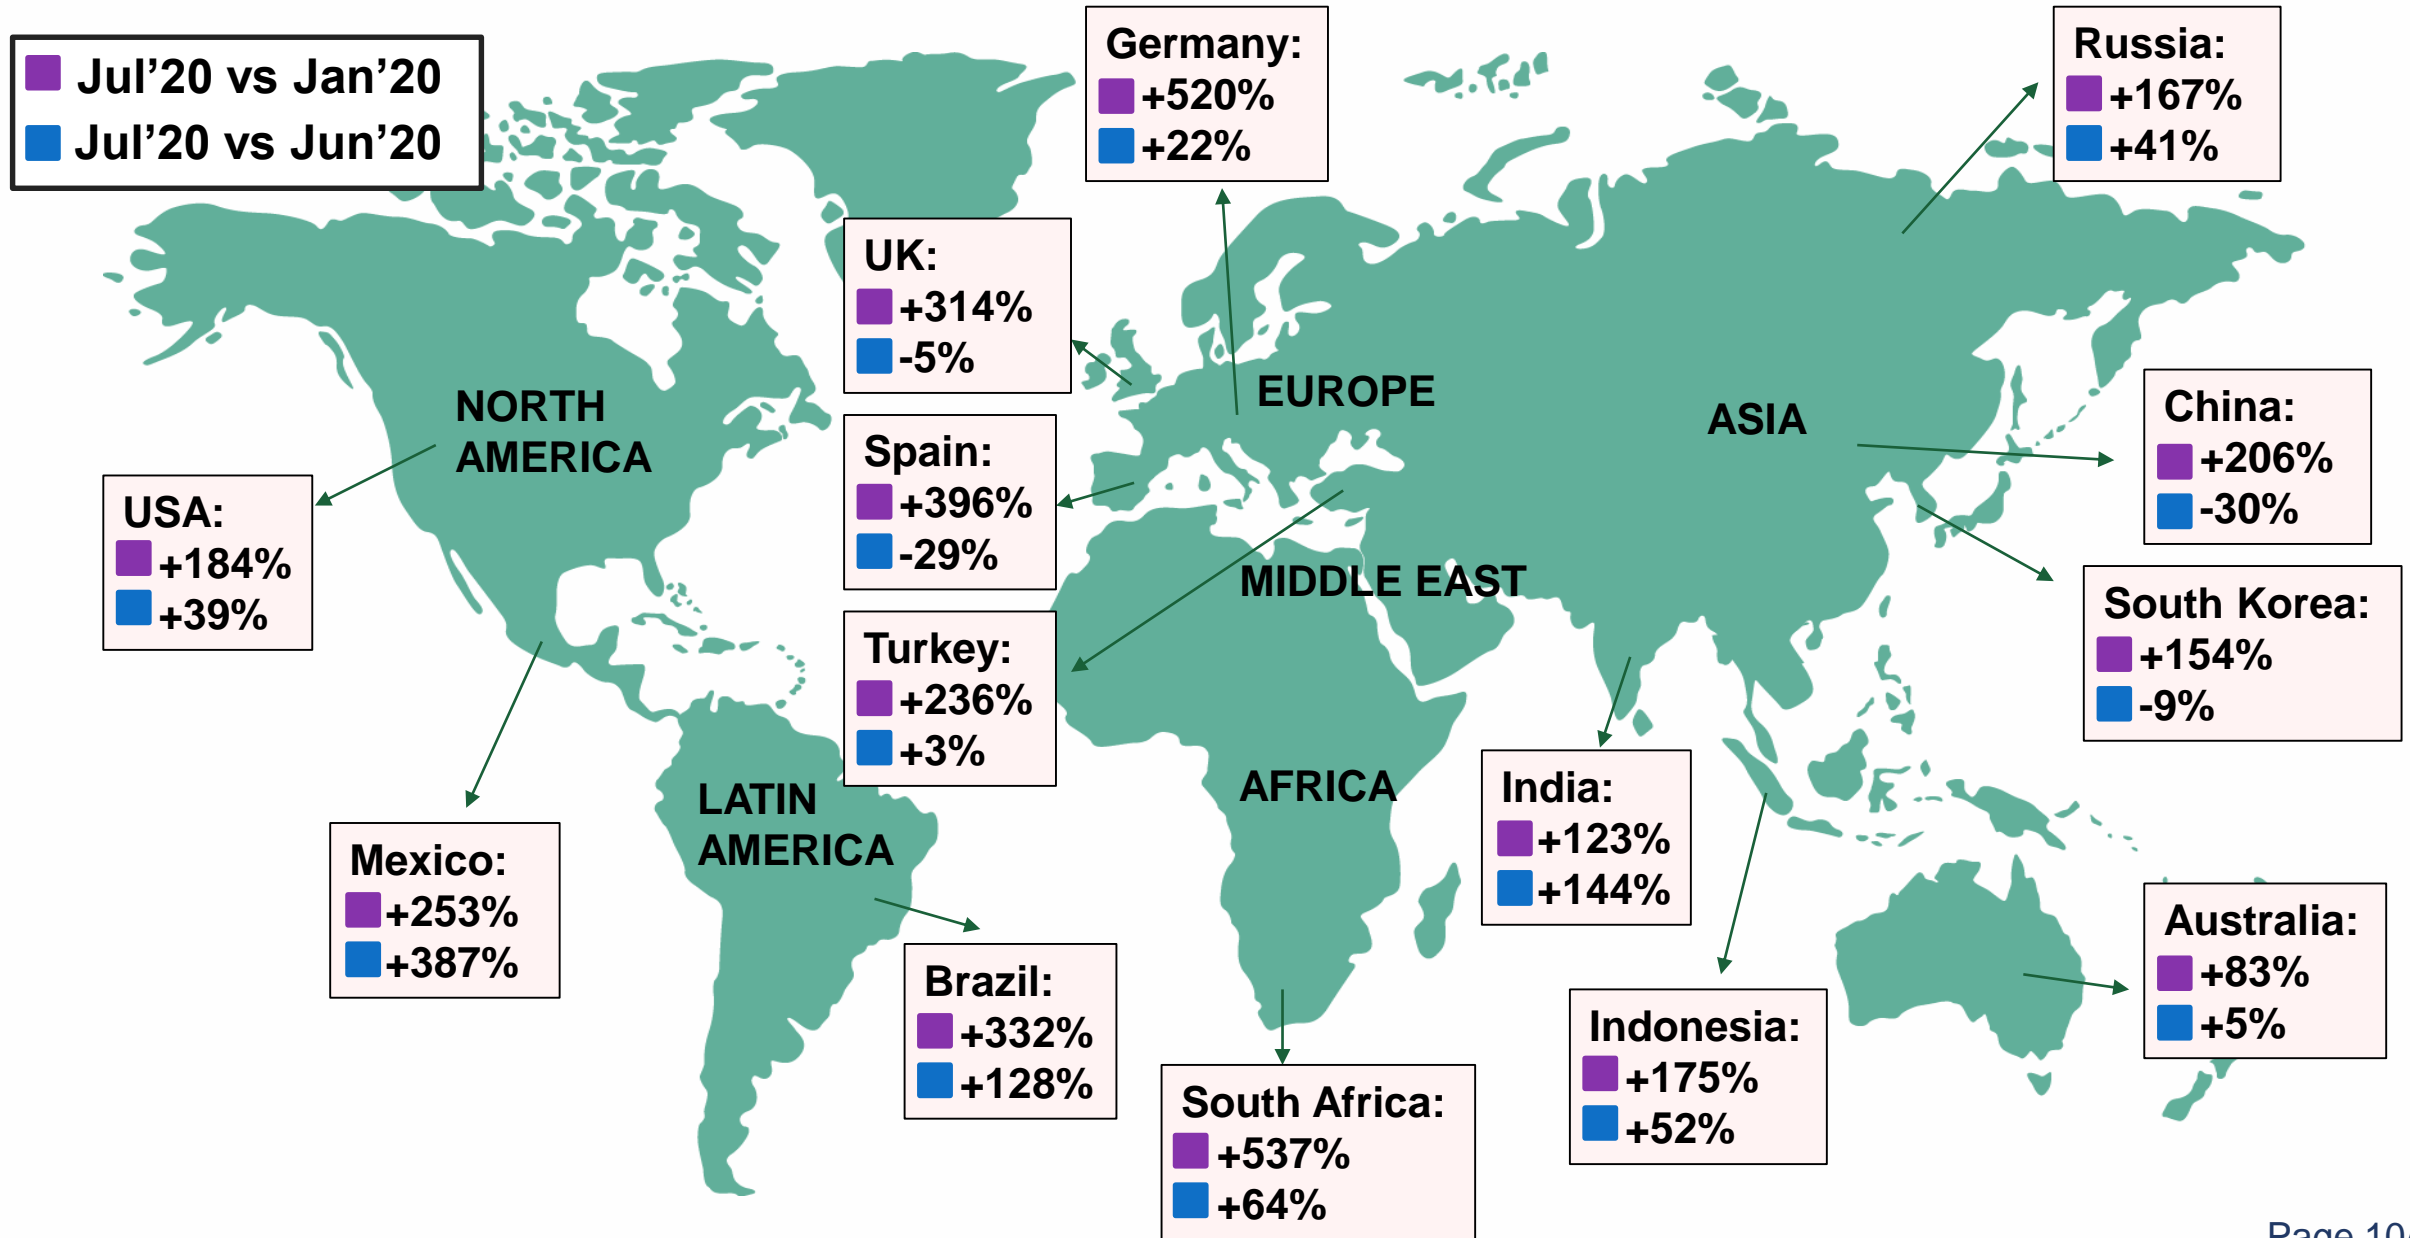 Jul’20 vs Jan’20
Jul’20 vs Jun’20
Germany:
+520%
+22%
Russia:
+167%
+41%
UK:
+314%
-5%
EUROPE
ASIA
NORTH
AMERICA
China:
+206%
-30%
Spain:
+396%
-29%
USA:
+184%
+39%
MIDDLE EAST
South Korea:
+154%
-9%
Turkey:
+236%
+3%
LATIN
AMERICA
AFRICA
India:
+123%
+144%
Mexico:
+253%
+387%
Australia:
+83%
+5%
Brazil:
+332%
+128%
Indonesia:
+175%
+52%
South Africa:
+537%
+64%
Page